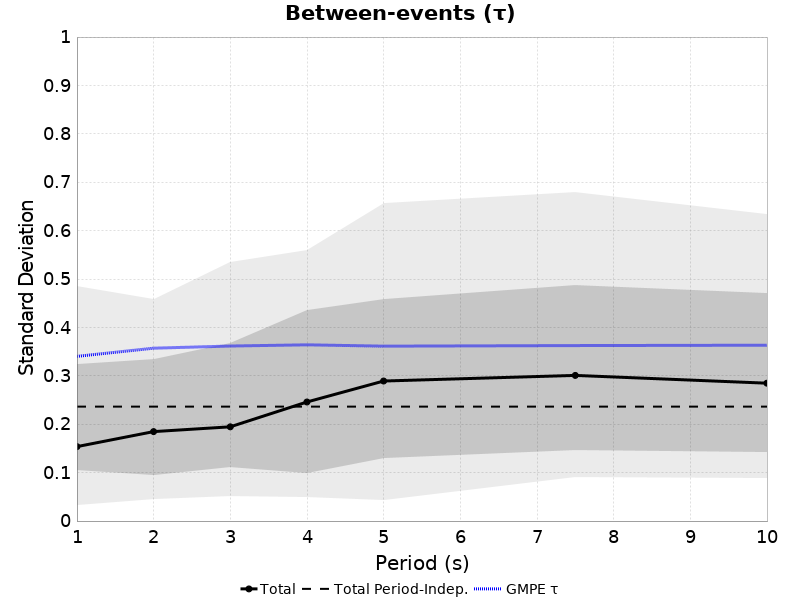 Between-events (τ)
Standard Deviation
1
0.9
0.8
0.7
0.6
0.5
0.4
0.3
0.2
0.1
0
1 2 3 4 5 6 7 8 9 10
Period (s)
Total Total Period-Indep. GMPE τ